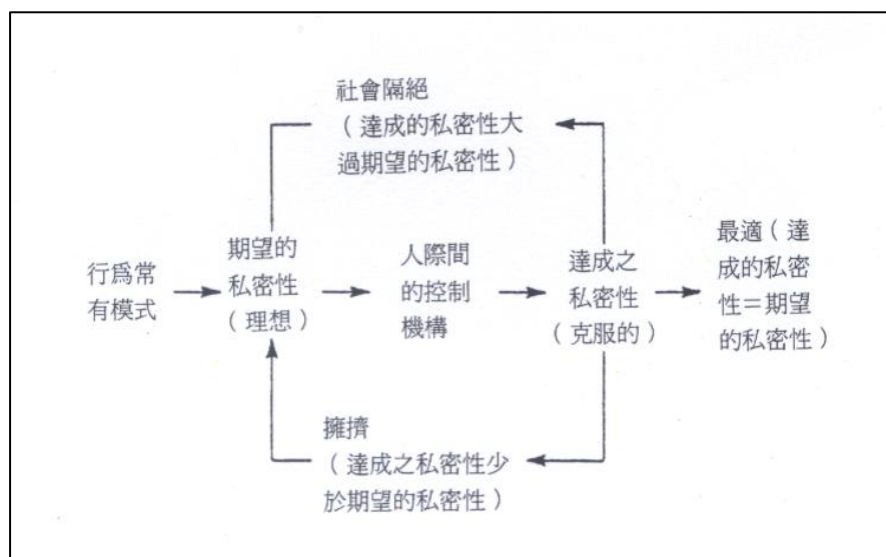 社會隔絕
（達成的私密性大
過期望的私密性）
行爲常
有模式
期望的
私密性
（理想）
人際間
的控制
機構
達成之
私密性
（克服的）
最適（達
成的私密
性＝期望
的私密性）
擁擠
（達成之私密性少
於期望的私密性）